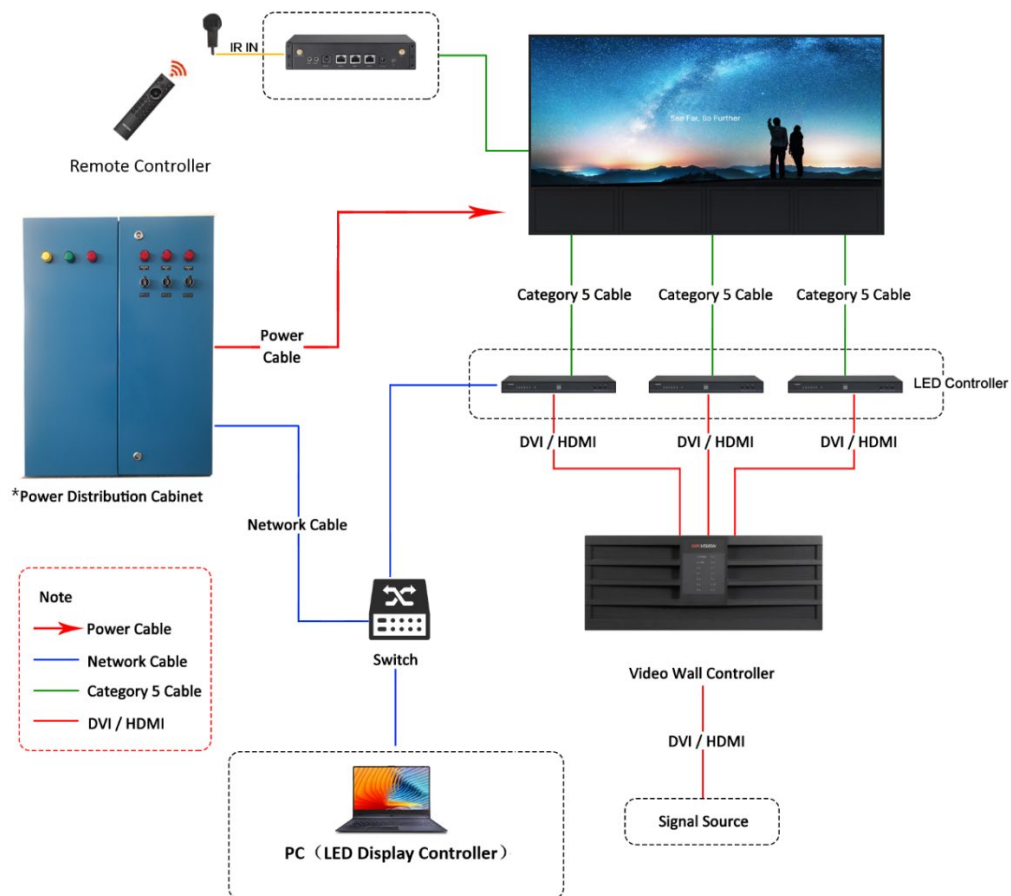 IR IN
Remote Controller
See Far, Go Further
Category 5 Cable
Category 5 Cable
Category 5 Cable
Power
Cable
LED Controller
DVI / HDMI
DVI / HDMI
DVI / HDMI
*Power Distribution Cabinet
Network Cable
HIKVISION
Note
Power Cable
Network Cable
Category 5 Cable
DVI / HDMI
Switch
Video Wall Controller
DVI / HDMI
Signal Source
PC（LED Display Controller）